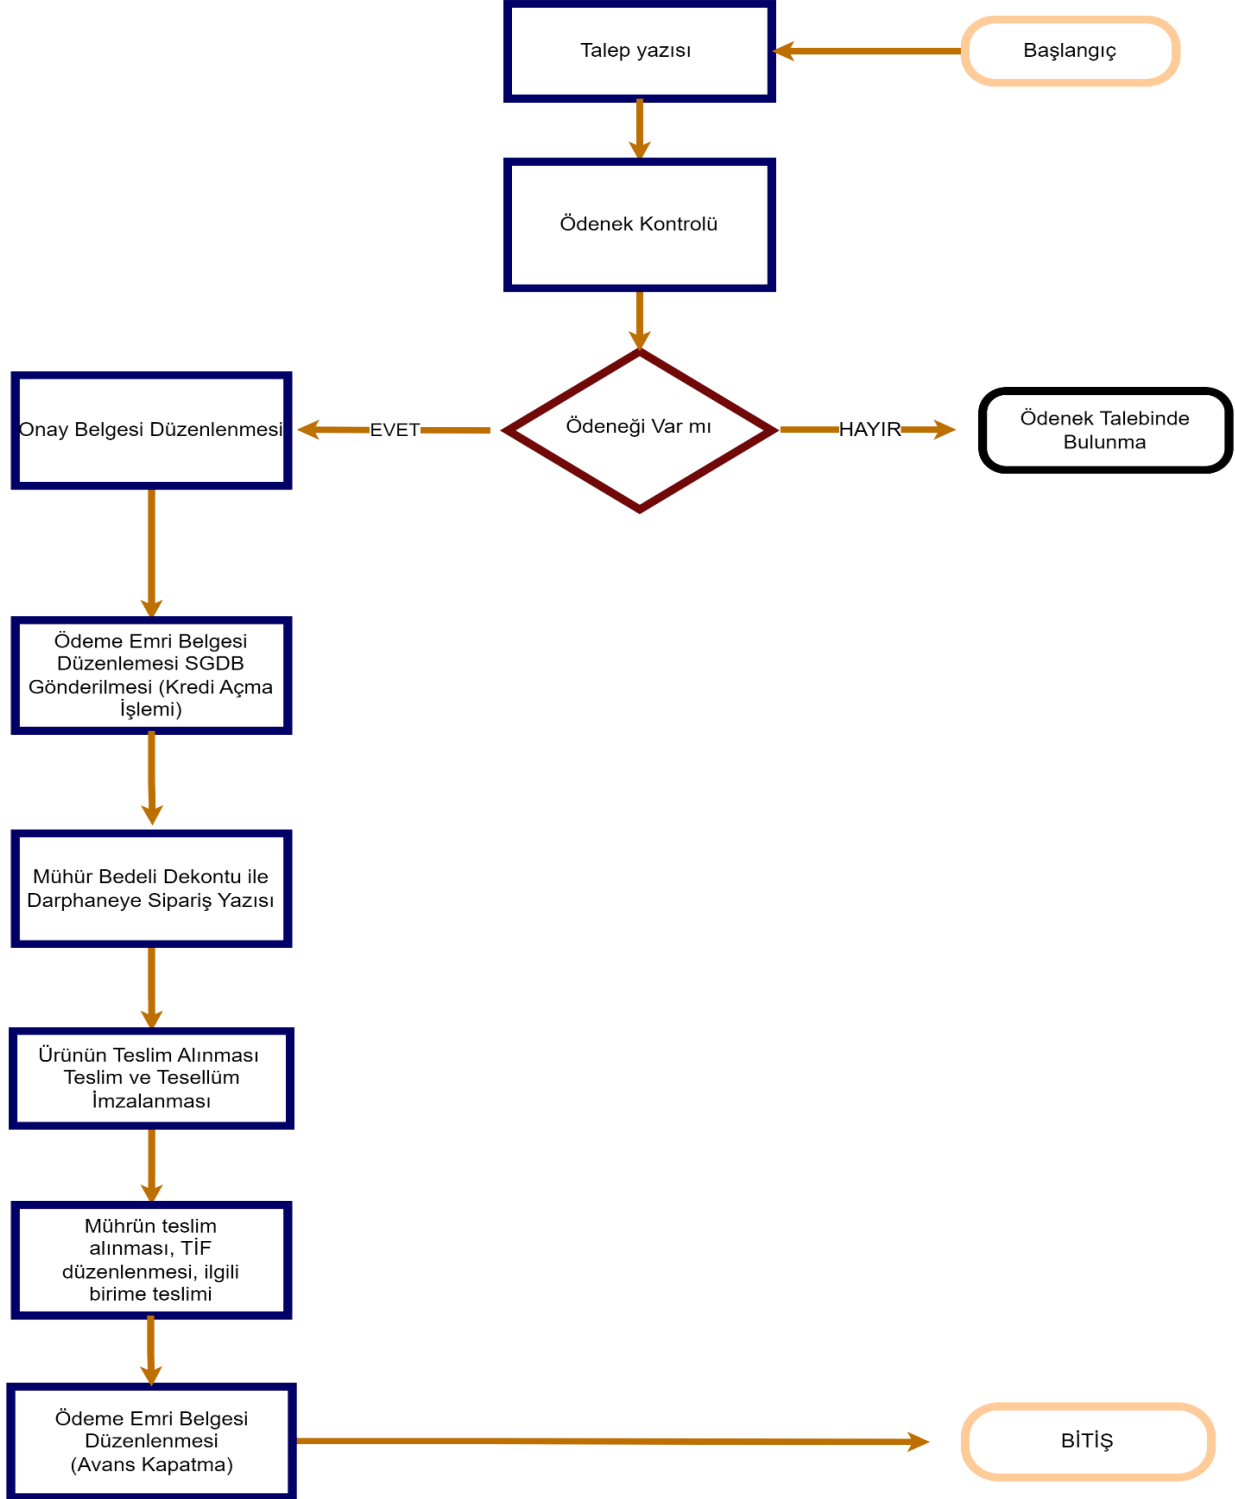 Talep yazısı
Başlangıç
Ödenek Kontrolü
Ödeneği Var mı
EVET
HAYIR
Onay Belgesi Düzenlenmesi
Ödenek Talebinde
Bulunma
Ödeme Emri Belgesi
Düzenlemesi SGDB
Gönderilmesi (Kredi Açma
İşlemi)
Mühür Bedeli Dekontu ile
Darphaneye Sipariş Yazısı
Ürünün Teslim Alınması
Teslim ve Tesellüm
İmzalanması
Mührün teslim
alınması, TİF
düzenlenmesi, ilgili
birime teslimi
Ödeme Emri Belgesi
Düzenlenmesi
(Avans Kapatma)
BİTİŞ